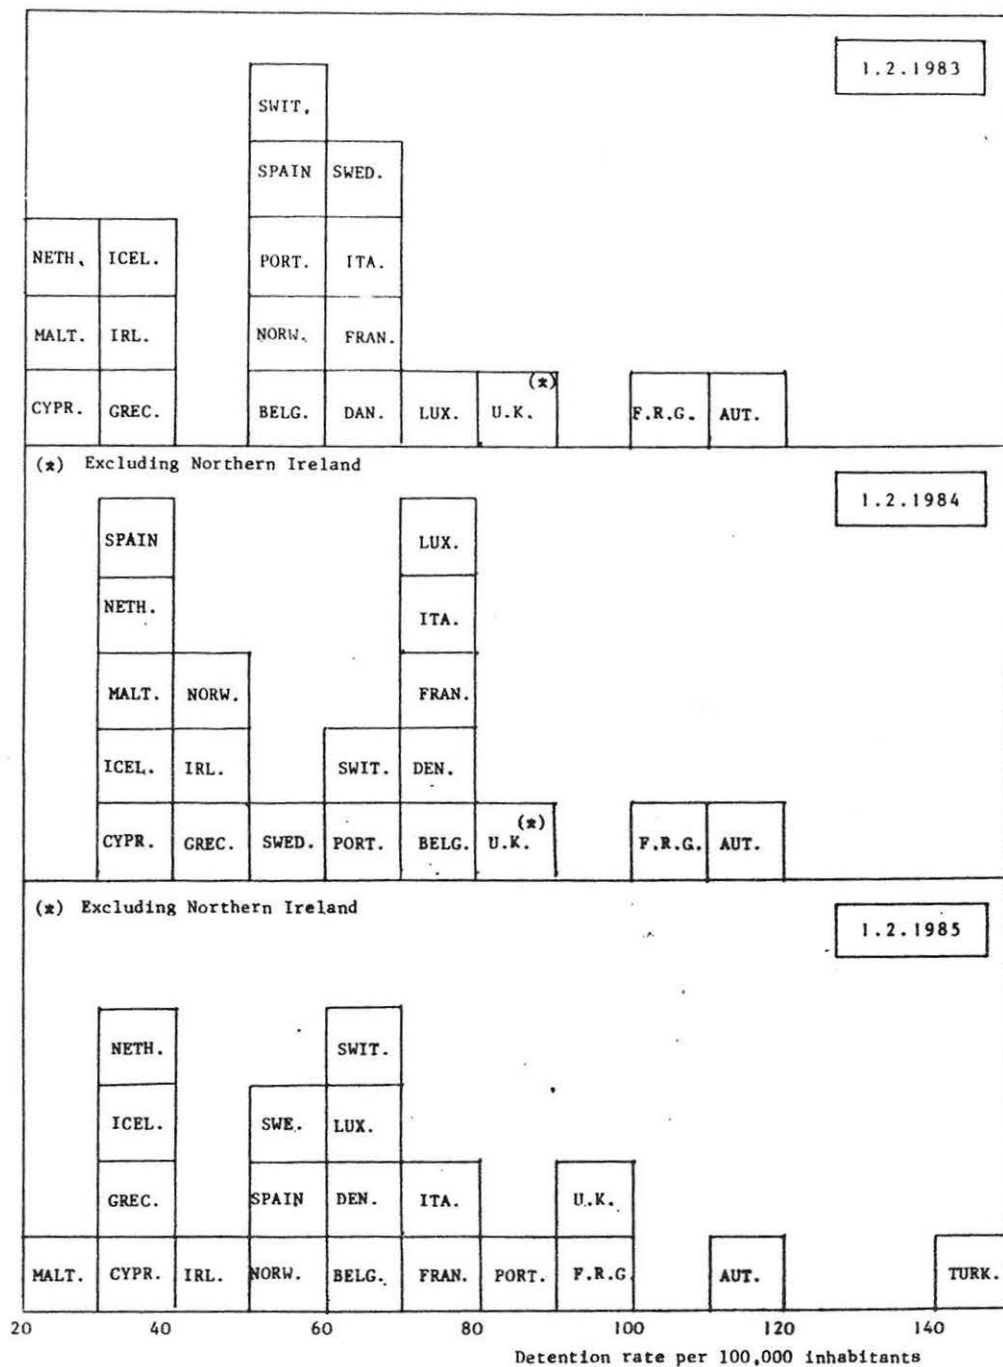 1.2.1983
SWIT.
SPAIN SWED.
NETH. ICEL. PORT. ITA.
MALT. IRL. NORW. FRAN.
CYPR. GREC. BELG. DAN. LUX. U.K. (*) F.R.G. AUT.
(*) Excluding Northern Ireland
1.2.1984
SPAIN LUX.
NETH. ITA.
MALT. NORW. FRAN.
ICEL. IRL. SWIT. DEN.
CYPR. GREC. SWED. PORT. BELG. U.K. (*) F.R.G. AUT.
(*) Excluding Northern Ireland
1.2.1985
NETH. SWIT.
ICEL. SWE. LUX.
GREC. SPAIN DEN. ITA. U.K.
MALT. CYPR. IRL. NORW. BELG. FRAN. PORT. F.R.G. AUT. TURK.
20 40 60 80 100 120 140
Detention rate per 100,000 inhabitants